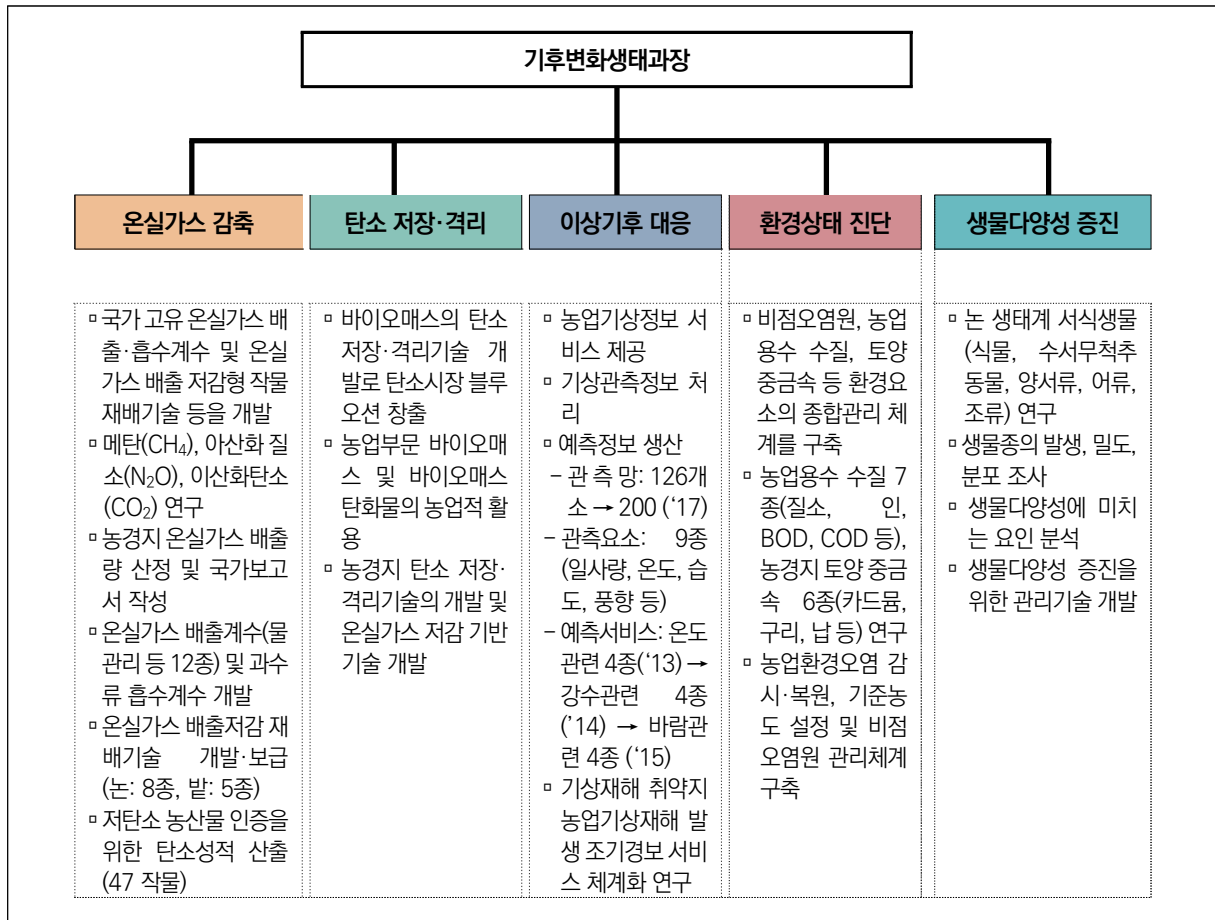 기후변화생태과장
온실가스 감축
▫ 국가 고유 온실가스 배
출·흡수계수 및 온실
가스 배출 저감형 작물
재배기술 등을 개발
▫ 메탄(CH₄), 아산화 질
소(N₂O), 이산화탄소
(CO₂) 연구
▫ 농경지 온실가스 배출
량 산정 및 국가보고
서 작성
▫ 온실가스 배출계수(물
관리 등 12종) 및 과수
류 흡수계수 개발
▫ 온실가스 배출저감 재
배기술 개발·보급
(논: 8종, 밭: 5종)
▫ 저탄소 농산물 인증을
위한 탄소성적 산출
(47 작물)
탄소 저장·격리
▫ 바이오매스의 탄소
저장·격리기술 개
발로 탄소시장 블루
오션 창출
▫ 농업부문 바이오매
스 및 바이오매스
탄화물의 농업적 활
용
▫ 농경지 탄소 저장·
격리기술의 개발 및
온실가스 저감 기반
기술 개발
이상기후 대응
▫ 농업기상정보 서
비스 제공
▫ 기상관측정보 처
리
▫ 예측정보 생산
– 관 측 망: 126개
소 → 200 (‘17)
– 관측요소: 9종
(일사량, 온도, 습
도, 풍향 등)
– 예측서비스: 온도
관련 4종(‘13) →
강수관련 4종
(’14) → 바람관
련 4종 (‘15)
▫ 기상재해 취약지
농업기상재해 발
생 조기경보 서비
스 체계화 연구
환경상태 진단
▫ 비점오염원, 농업
용수 수질, 토양
중금속 등 환경요
소의 종합관리 체
계를 구축
▫ 농업용수 수질 7
종(질소, 인,
BOD, COD 등),
농경지 토양 중금
속 6종(카드뮴,
구리, 납 등) 연구
▫ 농업환경오염 감
시·복원, 기준농
도 설정 및 비점
오염원 관리체계
구축
생물다양성 증진
▫ 논 생태계 서식생물
(식물, 수서무척추
동물, 양서류, 어류,
조류) 연구
▫ 생물종의 발생, 밀도,
분포 조사
▫ 생물다양성에 미치
는 요인 분석
▫ 생물다양성 증진을
위한 관리기술 개발